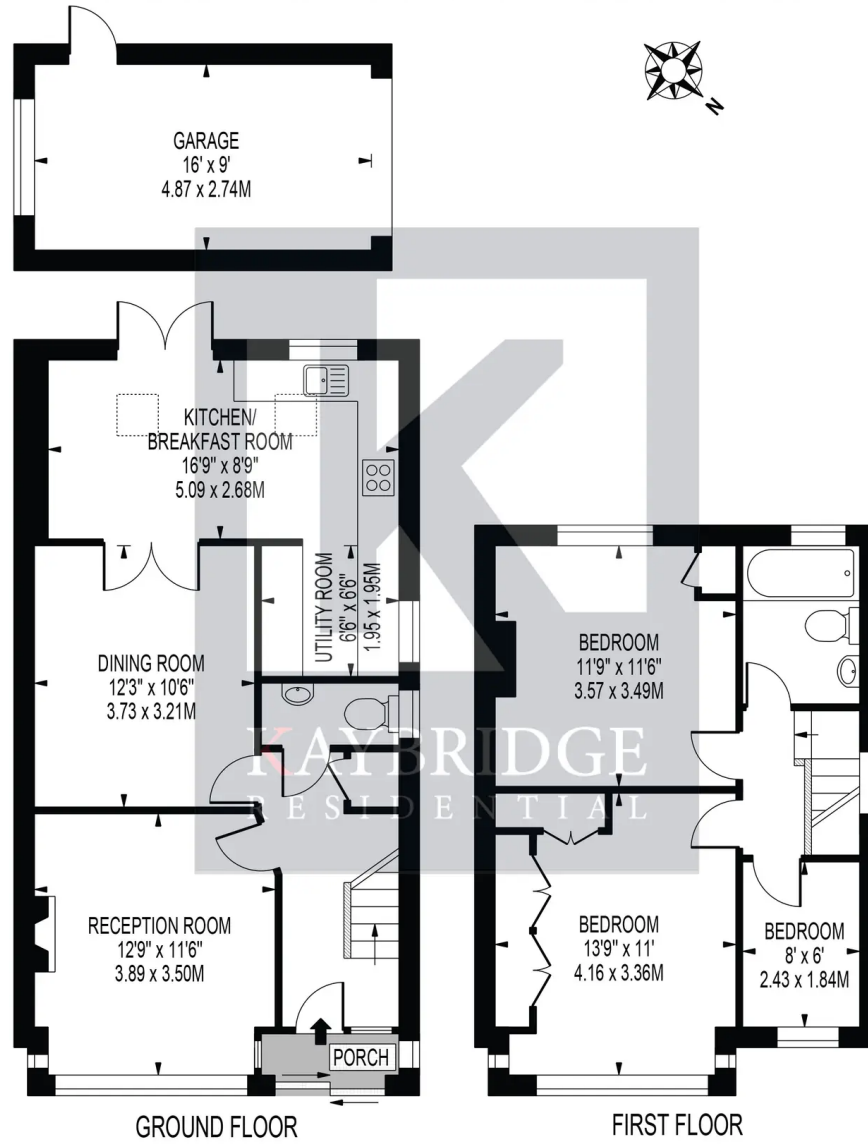 N
GARAGE
16' x 9'
4.87 x 2.74M
KITCHEN/
BREAKFAST ROOM
16'9" x 8'9"
5.09 x 2.68M
UTILITY ROOM
6'6" x 6'6"
1.95 x 1.95M
DINING ROOM
12'3" x 10'6"
3.73 x 3.21M
BEDROOM
11'9" x 11'6"
3.57 x 3.49M
KAYBRIDGE
RESIDENTIAL
RECEPTION ROOM
12'9" x 11'6"
3.89 x 3.50M
BEDROOM
13'9" x 11'
4.16 x 3.36M
BEDROOM
8' x 6'
2.43 x 1.84M
PORCH
GROUND FLOOR
FIRST FLOOR